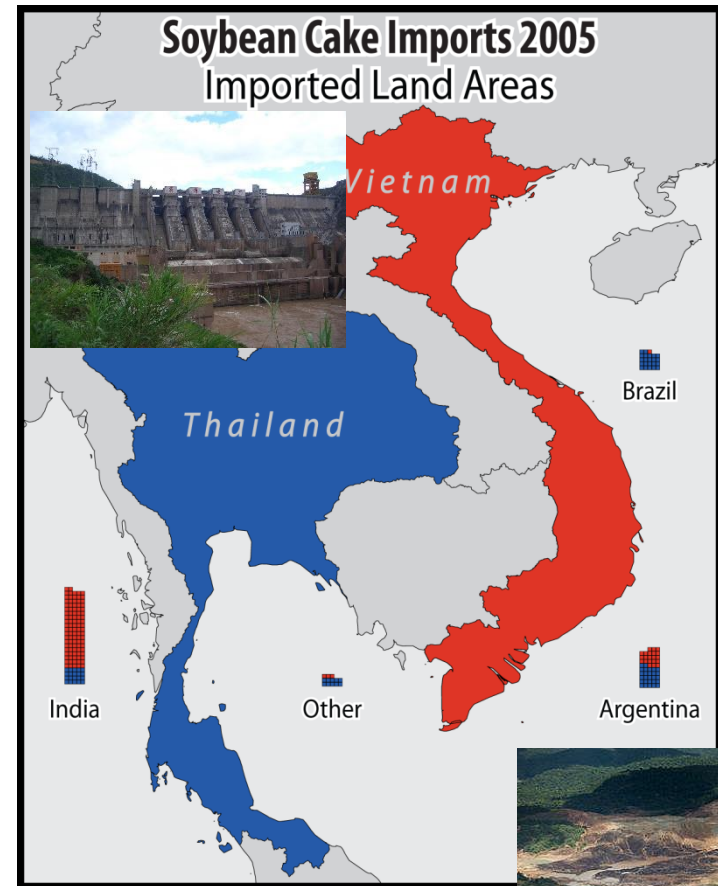 Soybean Cake Imports 2005
Imported Land Areas
Vietnam
Brazil
Thailand
India
Other
Argentina